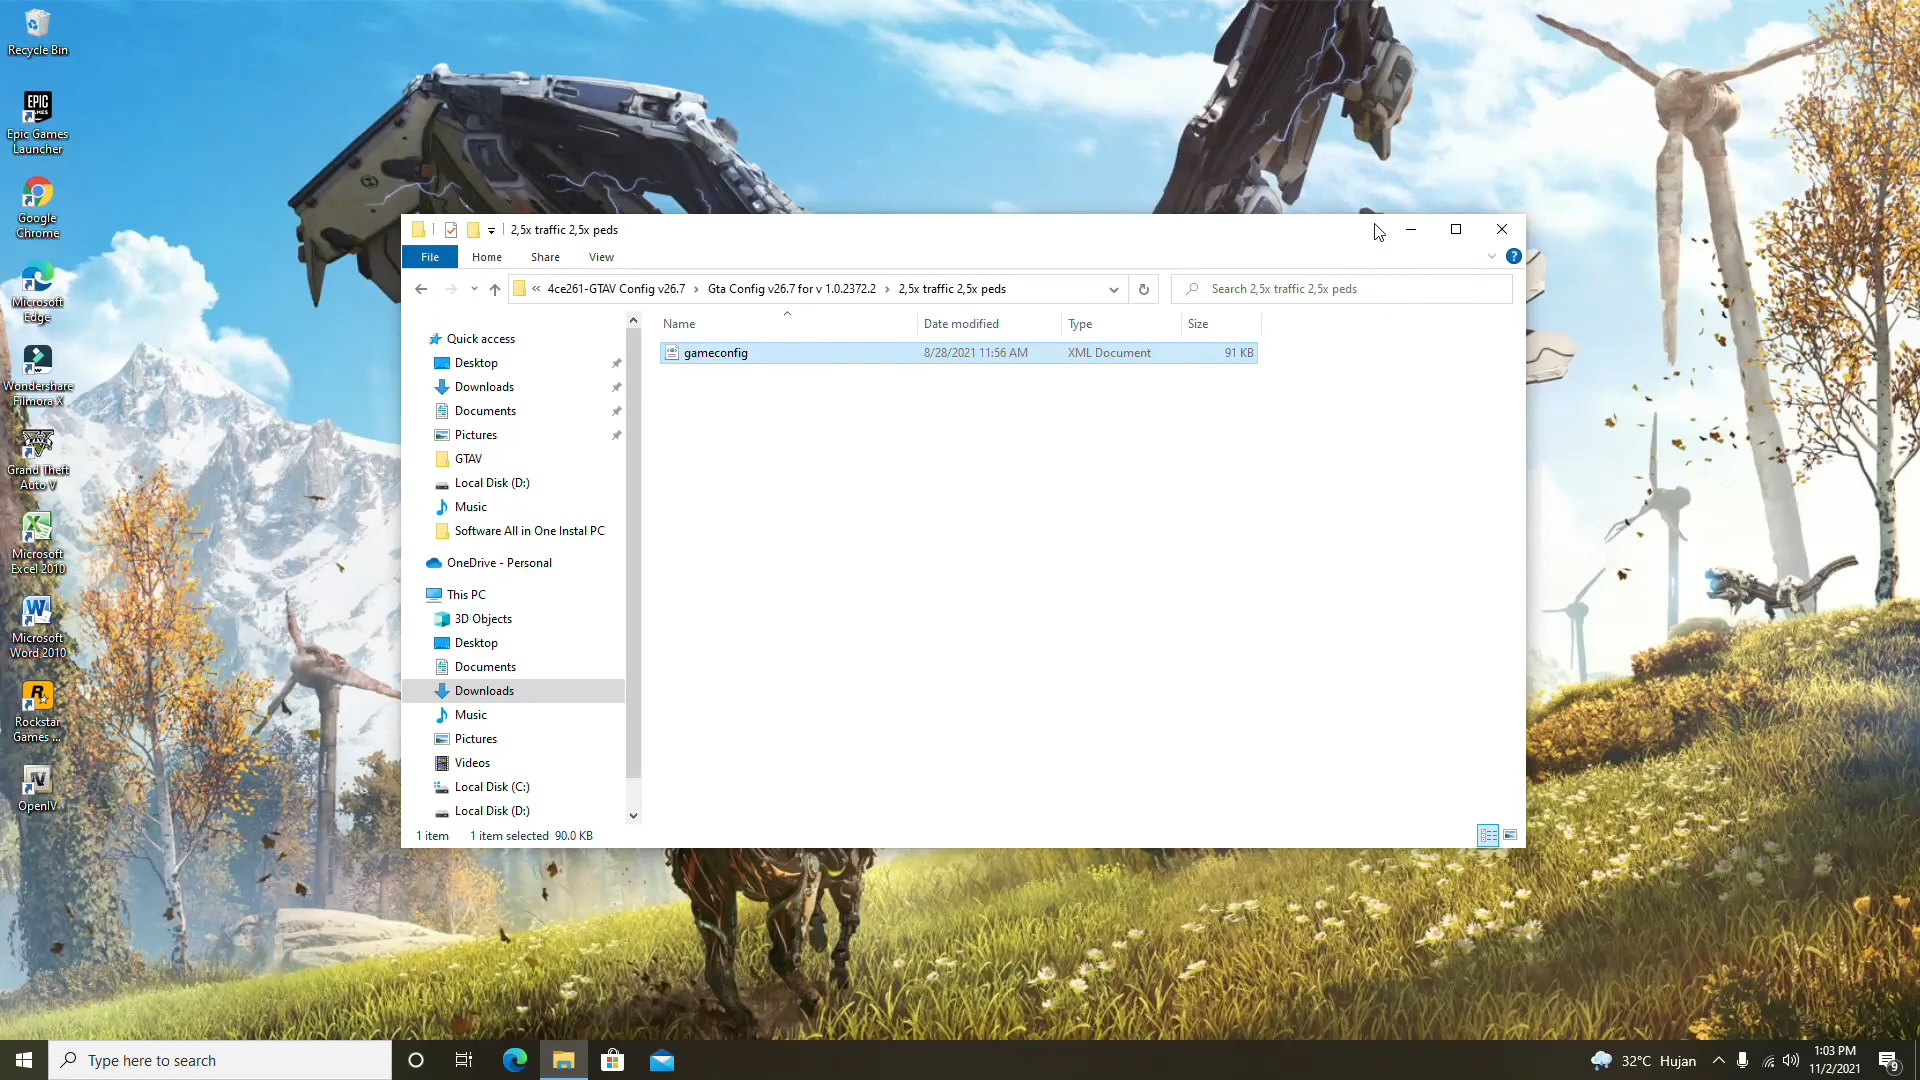 Recycle Bin
EPIC
GAMES
Epic Games
Launcher
Google
Chrome
Microsoft
Edge
Wondershare
Filmora X
Grand Theft
Auto V
Microsoft
Excel 2010
Microsoft
Word 2010
Rockstar
Games ...
IV
OpenIV
2,5x traffic 2,5x peds
File Home Share View
« 4ce261-GTAV Config v26.7 › Gta Config v26.7 for v 1.0.2372.2 › 2,5x traffic 2,5x peds
Search 2,5x traffic 2,5x peds
Quick access
Desktop
Downloads
Documents
Pictures
GTAV
Local Disk (D:)
Music
Software All in One Instal PC
OneDrive - Personal
This PC
3D Objects
Desktop
Documents
Downloads
Music
Pictures
Videos
Local Disk (C:)
Local Disk (D:)
Name Date modified Type Size
gameconfig 8/28/2021 11:56 AM XML Document 91 KB
1 item 1 item selected 90.0 KB
Type here to search
32°C Hujan
1:03 PM
11/2/2021
9